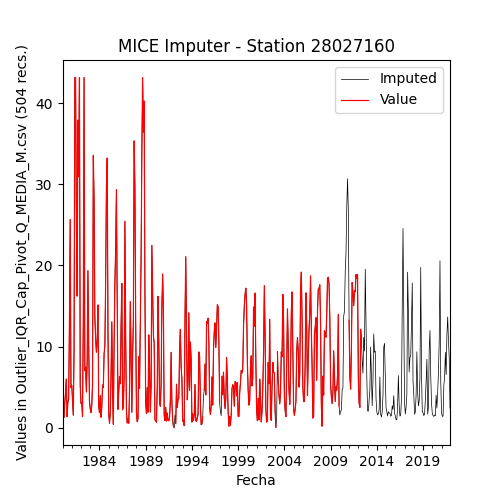 MICE Imputer - Station 28027160
Values in Outlier_IQR_Cap_Pivot_Q_MEDIA_M.csv (504 recs.)
Imputed
Value
40
30
20
10
0
1984 1989 1994 1999 2004 2009 2014 2019
Fecha